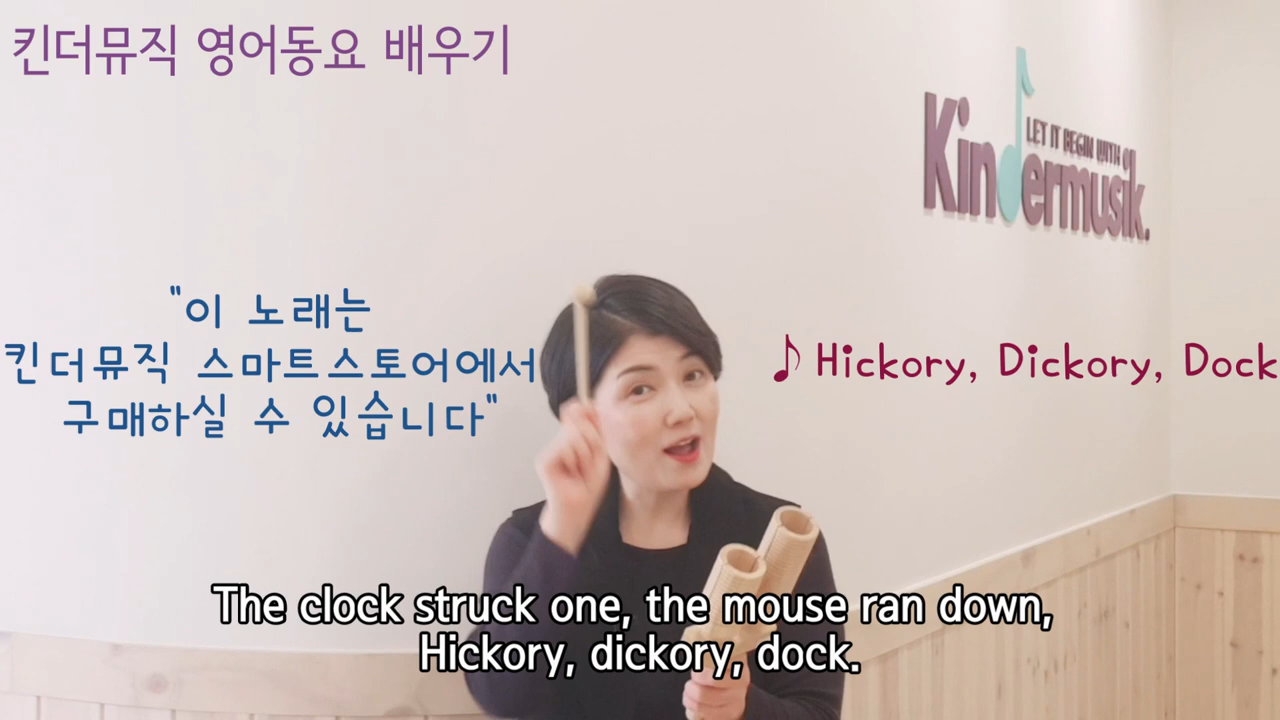 킨더뮤직 영어동요 배우기
LET IT BEGIN WITH
Kindermusik.
"이 노래는
킨더뮤직 스마트스토어에서
구매하실 수 있습니다"
♪ Hickory, Dickory, Dock
The clock struck one, the mouse ran down,
Hickory, dickory, dock.